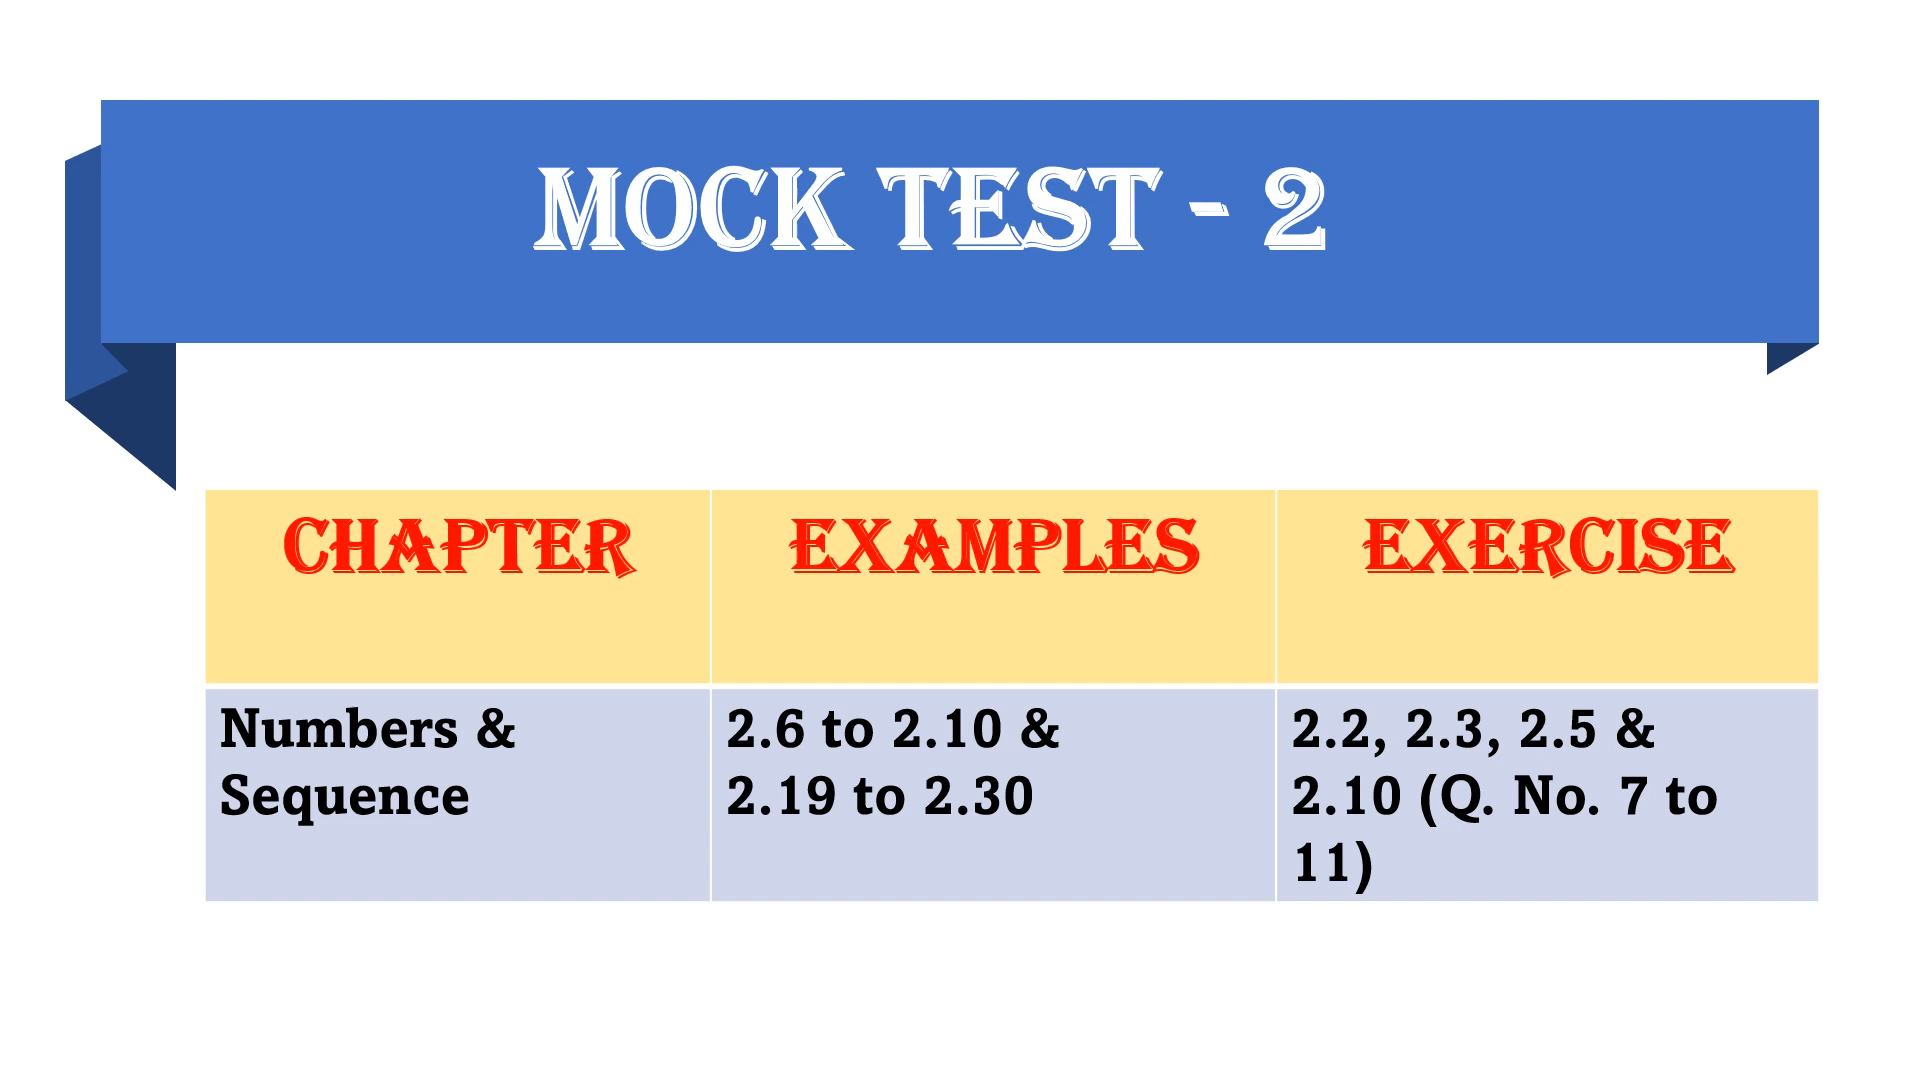 MOCK TEST - 2
CHAPTER
EXAMPLES
EXERCISE
Numbers &
Sequence
2.6 to 2.10 &
2.19 to 2.30
2.2, 2.3, 2.5 &
2.10 (Q. No. 7 to
11)